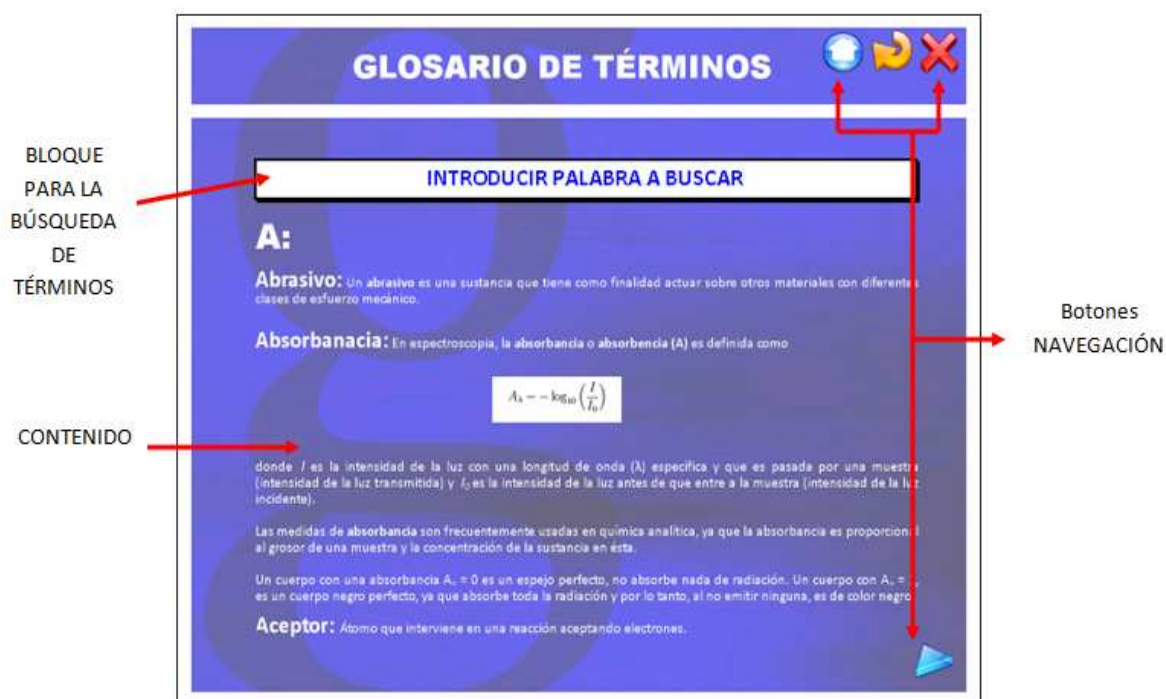 GLOSARIO DE TÉRMINOS
BLOQUE
PARA LA
BÚSQUEDA
DE
TÉRMINOS
INTRODUCIR PALABRA A BUSCAR
A:
Abrasivo: Un abrasivo es una sustancia que tiene como finalidad actuar sobre otros materiales con diferentes
clases de esfuerzo mecánico.
Absorbanacia: En espectroscopia, la absorbancia o absorbencia (A) es definida como
Aλ = − log10 (I/I0)
Botones
NAVEGACIÓN
CONTENIDO
donde I es la intensidad de la luz con una longitud de onda (λ) específica y que es pasada por una muestra
(intensidad de la luz transmitida) y I0 es la intensidad de la luz antes de que entre a la muestra (intensidad de la luz
incidente).
Las medidas de absorbancia son frecuentemente usadas en química analítica, ya que la absorbancia es proporcional
al grosor de una muestra y la concentración de la sustancia en ésta.
Un cuerpo con una absorbancia A = 0 es un espejo perfecto, no absorbe nada de radiación. Un cuerpo con A =
es un cuerpo negro perfecto, ya que absorbe toda la radiación y por lo tanto, al no emitir ninguna, es de color negro
Aceptor: Átomo que interviene en una reacción aceptando electrones.